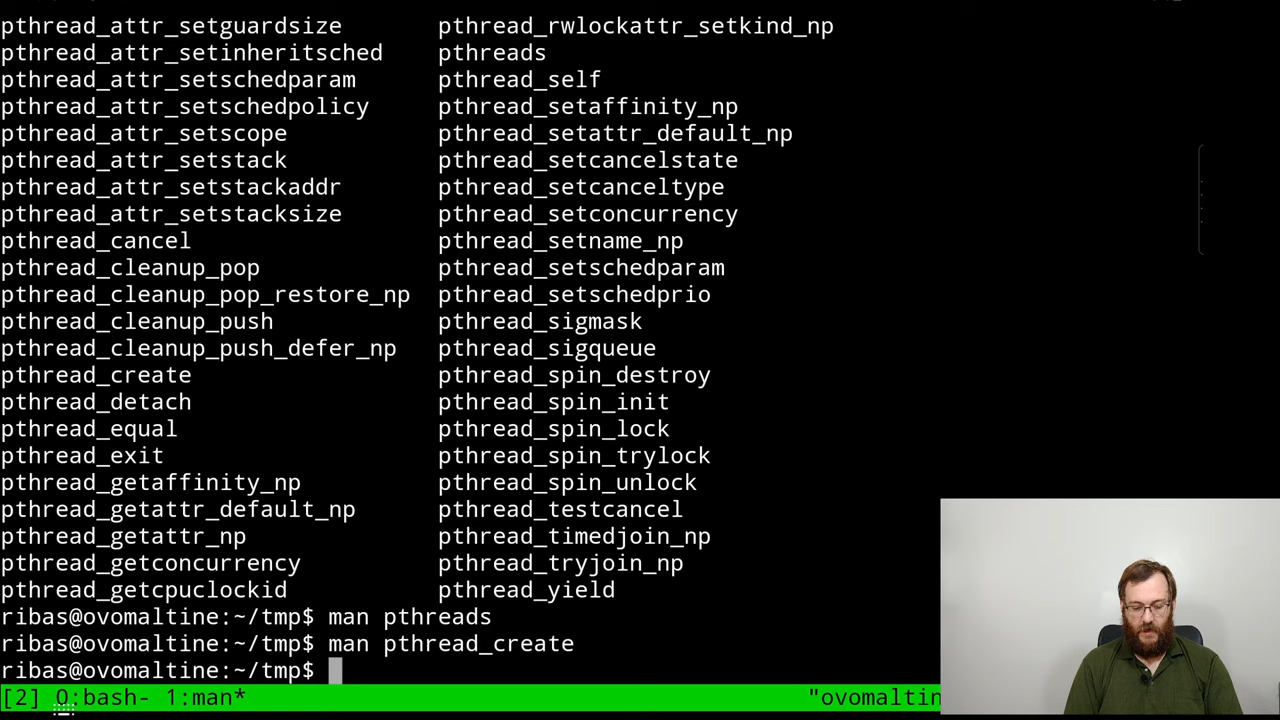 pthread_attr_setguardsize pthread_rwlockattr_setkind_np
pthread_attr_setinheritsched pthreads
pthread_attr_setschedparam pthread_self
pthread_attr_setschedpolicy pthread_setaffinity_np
pthread_attr_setscope pthread_setattr_default_np
pthread_attr_setstack pthread_setcancelstate
pthread_attr_setstackaddr pthread_setcanceltype
pthread_attr_setstacksize pthread_setconcurrency
pthread_cancel pthread_setname_np
pthread_cleanup_pop pthread_setschedparam
pthread_cleanup_pop_restore_np pthread_setschedprio
pthread_cleanup_push pthread_sigmask
pthread_cleanup_push_defer_np pthread_sigqueue
pthread_create pthread_spin_destroy
pthread_detach pthread_spin_init
pthread_equal pthread_spin_lock
pthread_exit pthread_spin_trylock
pthread_getaffinity_np pthread_spin_unlock
pthread_getattr_default_np pthread_testcancel
pthread_getattr_np pthread_timedjoin_np
pthread_getconcurrency pthread_tryjoin_np
pthread_getcpuclockid pthread_yield
ribas@ovomaltine:~/tmp$ man pthreads
ribas@ovomaltine:~/tmp$ man pthread_create
ribas@ovomaltine:~/tmp$
[2] 0:bash- 1:man* "ovomaltin